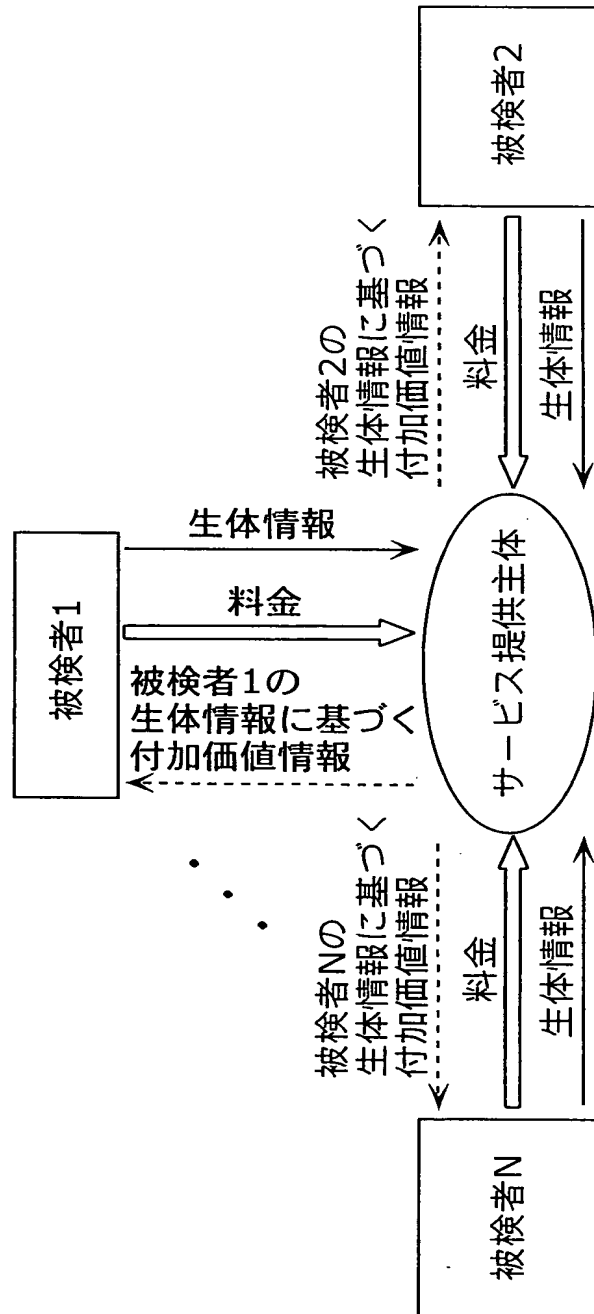 被検者1
生体情報
料金
被検者1の
生体情報に基づく
付加価値情報
被検者2の
生体情報に基づく
付加価値情報
料金
生体情報
被検者2
サービス提供主体
被検者Nの
生体情報に基づく
付加価値情報
料金
生体情報
被検者N